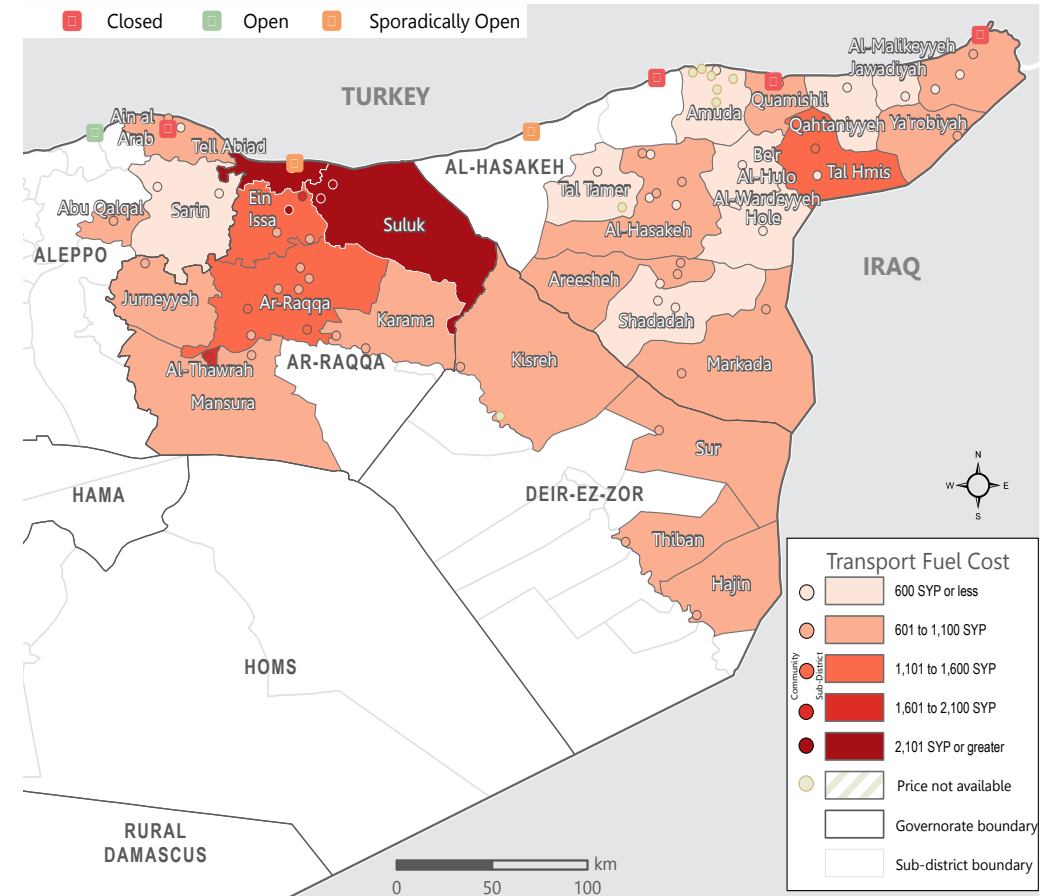 Closed
Open
Sporadically Open
TURKEY
Al-Malikeyyeh
Jawadiyah
Amuda
Quamishli
Qahtaniyyeh
Ya'robiyah
Ain al
Arab
Tell Abiad
AL-HASAKEH
Be'r
Al-Hulo
Al-Wardeyyeh
Tal Hmis
Tal Tamer
Hole
Abu Qalqal
Sarin
Ein
Issa
Suluk
Al-Hasakeh
ALEPPO
IRAQ
Areesheh
Jurneyyeh
Ar-Raqqa
Karama
Shadadah
AR-RAQQA
Kisreh
Markada
Al-Thawrah
Mansura
Sur
HAMA
DEIR-EZ-ZOR
N
W
E
S
Thiban
Hajin
HOMS
RURAL
DAMASCUS
Transport Fuel Cost
600 SYP or less
601 to 1,100 SYP
1,101 to 1,600 SYP
1,601 to 2,100 SYP
2,101 SYP or greater
Price not available
Governorate boundary
Sub-district boundary
Community
Sub-District
km
0
50
100